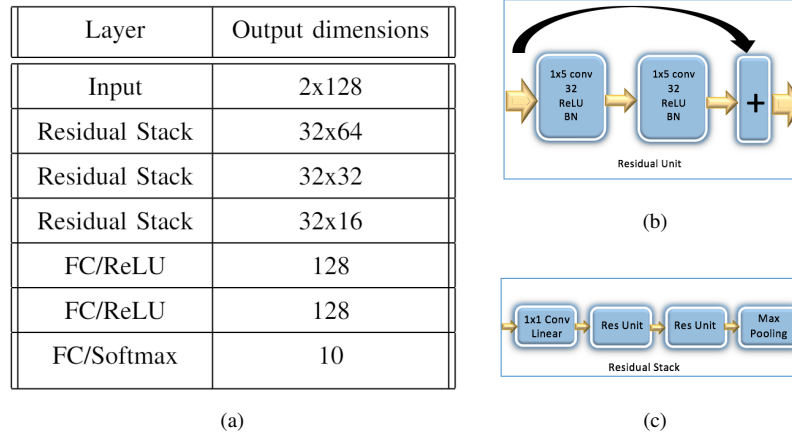 Layer Output dimensions
Input 2x128
Residual Stack 32x64
Residual Stack 32x32
Residual Stack 32x16
FC/ReLU 128
FC/ReLU 128
FC/Softmax 10
(a)
1x5 conv
32
ReLU
BN
1x5 conv
32
ReLU
BN
+
Residual Unit
(b)
1x1 Conv
Linear
Res Unit
Res Unit
Max
Pooling
Residual Stack
(c)